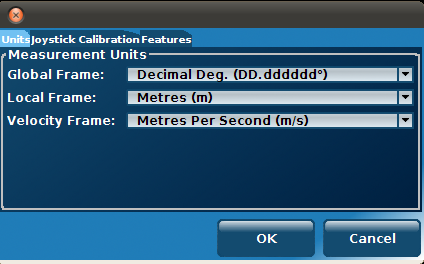 Units Joystick Calibration Features
Measurement Units
Global Frame: Decimal Deg. (DD.dddddd°)
Local Frame: Metres (m)
Velocity Frame: Metres Per Second (m/s)
OK Cancel